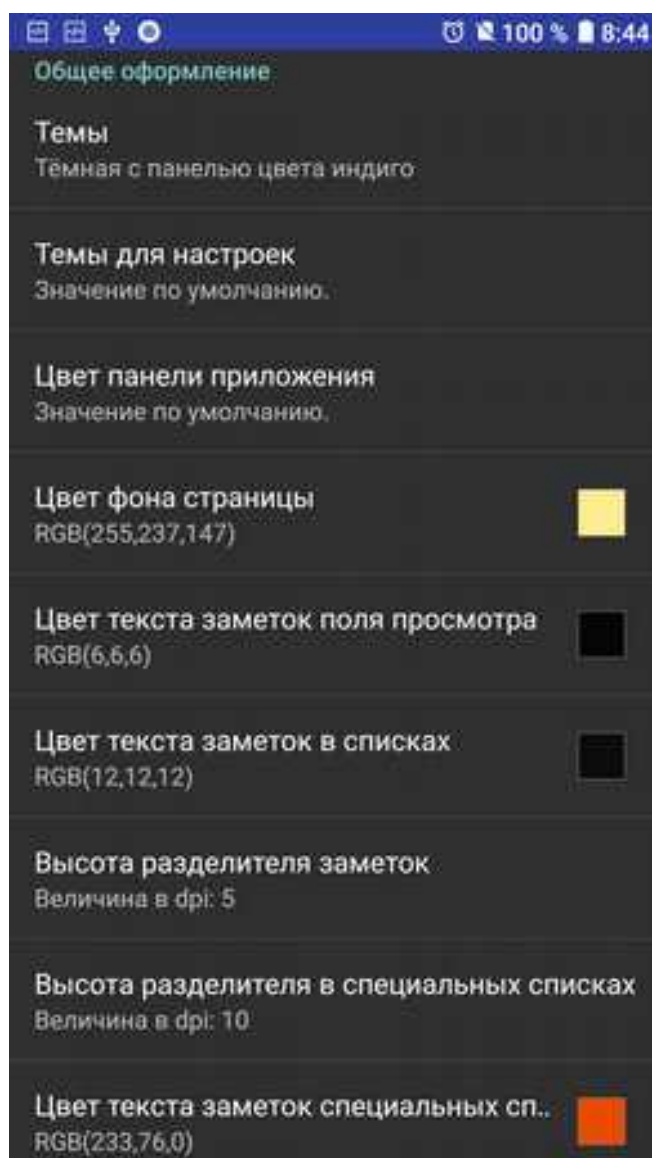 100 % 8:44
Общее оформление
Темы
Тёмная с панелью цвета индиго
Темы для настроек
Значение по умолчанию.
Цвет панели приложения
Значение по умолчанию.
Цвет фона страницы
RGB(255,237,147)
Цвет текста заметок поля просмотра
RGB(6,6,6)
Цвет текста заметок в списках
RGB(12,12,12)
Высота разделителя заметок
Величина в dpi: 5
Высота разделителя в специальных списках
Величина в dpi: 10
Цвет текста заметок специальных сп..
RGB(233,76,0)